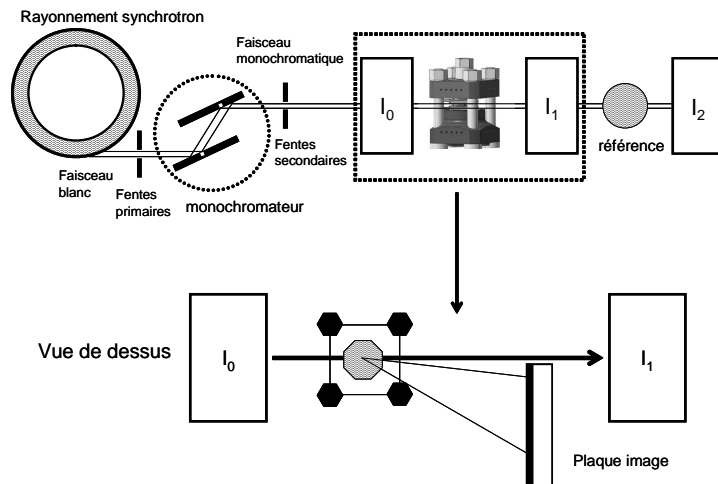 Rayonnement synchrotron
Faisceau
monochromatique
I0
I1
I2
référence
Fentes
secondaires
Faisceau
blanc
Fentes
primaires
monochromateur
Vue de dessus
I0
I1
Plaque image